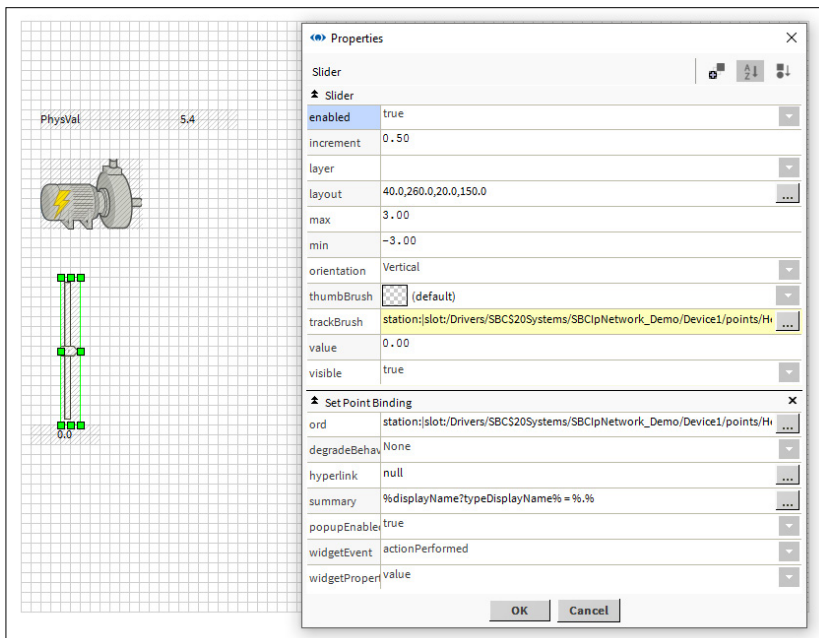 Properties
Slider
A
Z
Slider
enabled true
increment 0.50
layer
layout 40.0,260.0,20.0,150.0 ...
max 3.00
min -3.00
orientation Vertical
thumbBrush (default)
trackBrush station:|slot:/Drivers/SBC$20Systems/SBCIpNetwork_Demo/Device1/points/He ...
value 0.00
visible true
Set Point Binding
ord station:|slot:/Drivers/SBC$20Systems/SBCIpNetwork_Demo/Device1/points/He ...
degradeBehav None
hyperlink null ...
summary %displayName?typeDisplayName% = %.% ...
popupEnable true
widgetEvent actionPerformed
widgetPropert value
OK Cancel
PhysVal 5.4
0.0